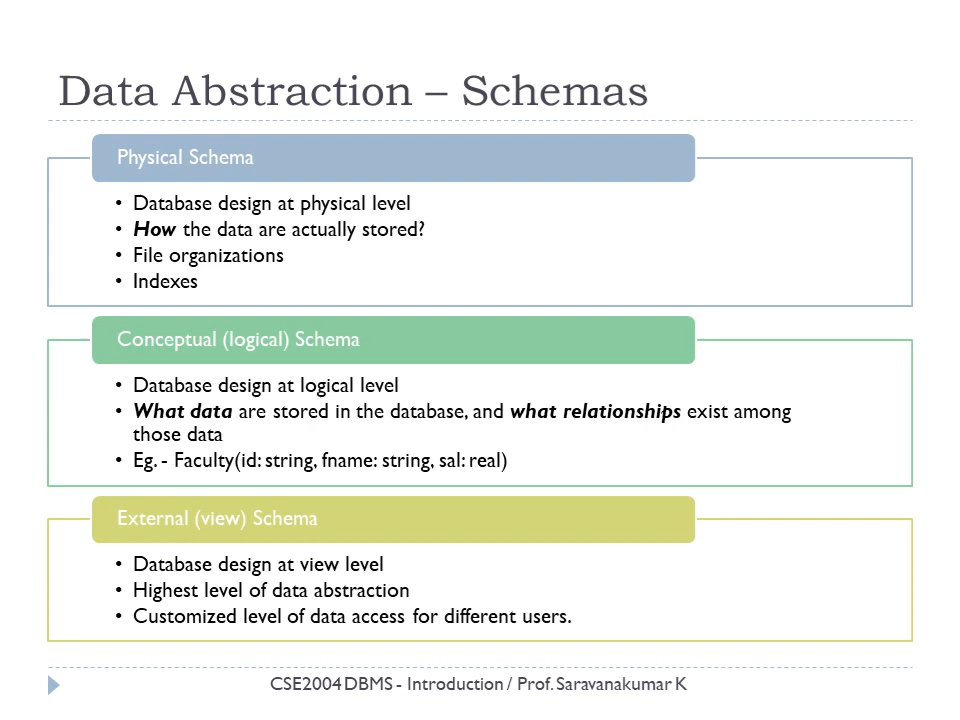 Data Abstraction – Schemas
Physical Schema
• Database design at physical level
• How the data are actually stored?
• File organizations
• Indexes
Conceptual (logical) Schema
• Database design at logical level
• What data are stored in the database, and what relationships exist among
those data
• Eg. - Faculty(id: string, fname: string, sal: real)
External (view) Schema
• Database design at view level
• Highest level of data abstraction
• Customized level of data access for different users.
CSE2004 DBMS - Introduction / Prof. Saravanakumar K